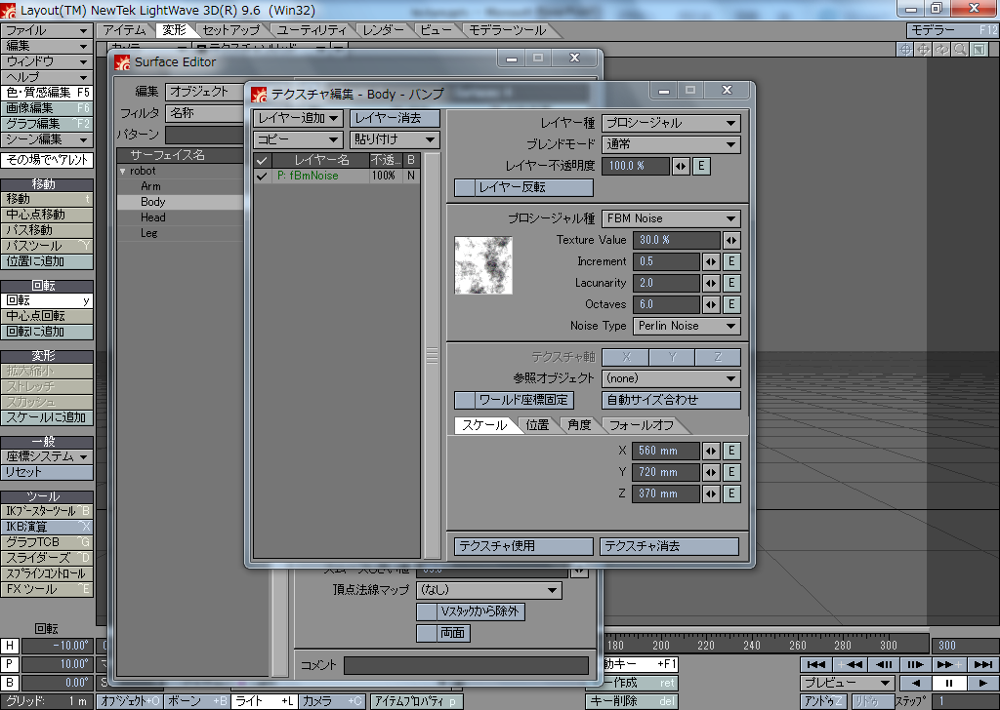 Layout(TM) NewTek LightWave 3D(R) 9.6 (Win32)
ファイル
編集
ウィンドウ
ヘルプ
色・質感編集 F5
画像編集 F6
グラフ編集 ^F2
シーン編集
その場でペアレント
移動
移動 t
中心点移動
パス移動
パスツール ^Y
位置に追加
回転
回転 y
中心点回転
回転に追加
変形
拡大縮小
ストレッチ
スカッシュ
スケールに追加
一般
座標システム
リセット
ツール
IKブースターツール ^B
IKB演算 ^X
グラフTCB ^G
スライダーズ ^D
スプラインコントロール
FXツール ^E
アイテム 変形 セットアップ ユーティリティ レンダー ビュー モデラーツール
モデラー F12
Surface Editor
編集 オブジェクト
フィルタ 名称
パターン
サーフェイス名
robot
Arm
Body
Head
Leg
テクスチャ編集 - Body - バンプ
レイヤー追加 レイヤー消去
コピー 貼り付け
レイヤー名 不透... B
P: fBmNoise 100% N
レイヤー種 プロシージャル
ブレンドモード 通常
レイヤー不透明度 100.0 % E
レイヤー反転
プロシージャル種 FBM Noise
Texture Value 30.0 %
Increment 0.5 E
Lacunarity 2.0 E
Octaves 6.0 E
Noise Type Perlin Noise
テクスチャ軸 X Y Z
参照オブジェクト (none)
ワールド座標固定 自動サイズ合わせ
スケール 位置 角度 フォールオフ
X 560 mm E
Y 720 mm E
Z 370 mm E
テクスチャ使用 テクスチャ消去
頂点法線マップ (なし)
Vスタックから除外
両面
コメント
回転
H -10.00°
P 10.00°
B 0.00°
グリッド: 1 m
オブジェクト+O ボーン +B ライト +L カメラ +C アイテムプロパティ p
180 200 220 240 260 280 300 300
動キー +F1
作成 ret
キー削除 del
プレビュー
アンドゥZ リドゥ ステップ 1